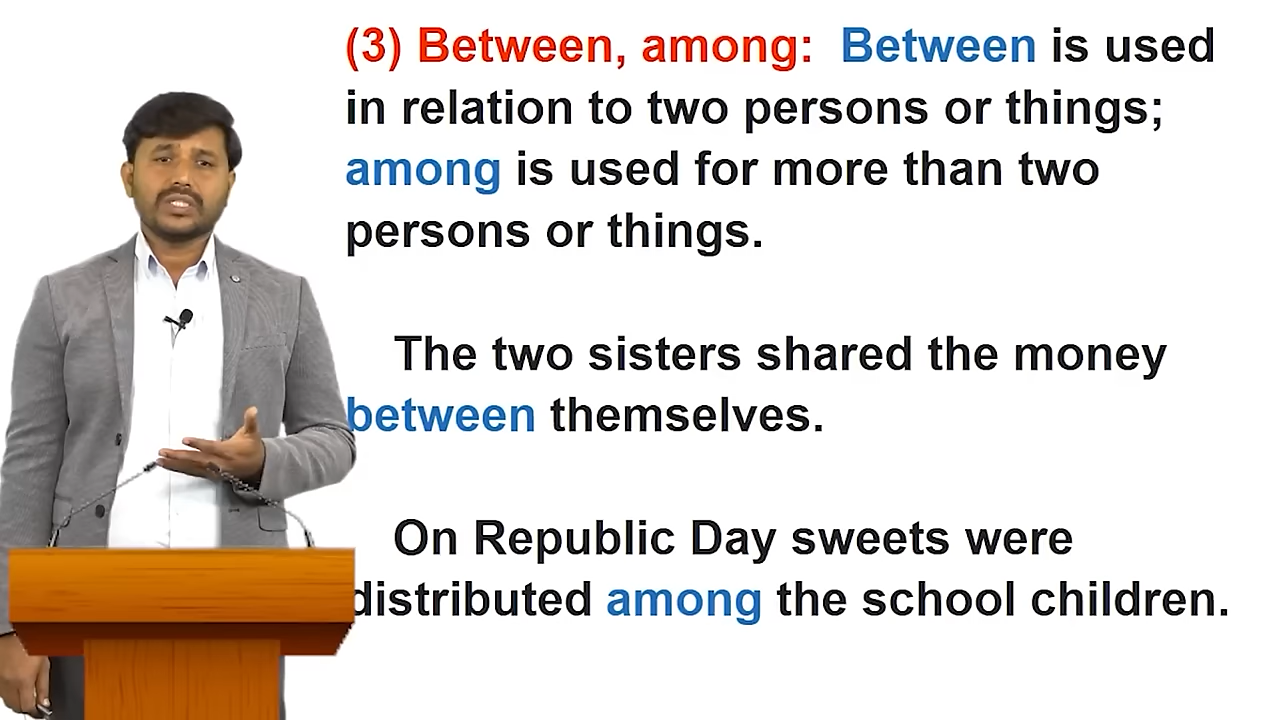 (3) Between, among: Between is used
in relation to two persons or things;
among is used for more than two
persons or things.
The two sisters shared the money
between themselves.
On Republic Day sweets were
distributed among the school children.